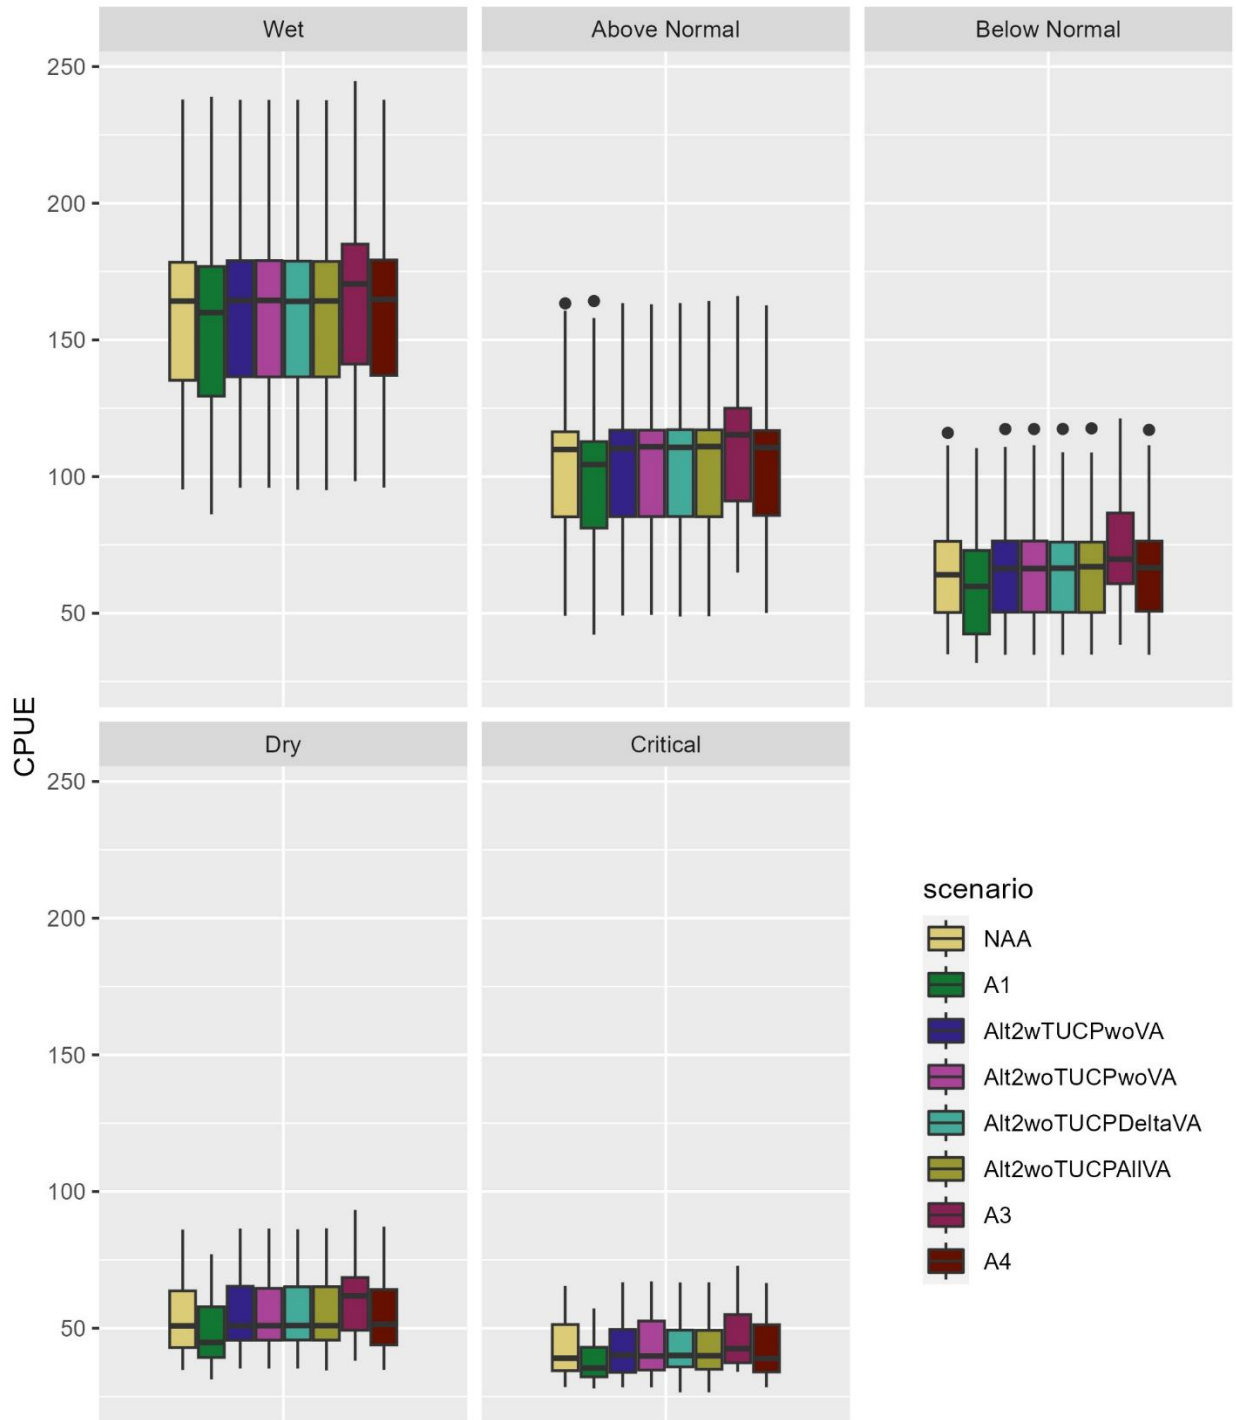 Wet
Above Normal
Below Normal
250
200
150
100
50
CPUE
Dry
Critical
250
200
150
100
50
scenario
NAA
A1
Alt2wTUCPwoVA
Alt2woTUCPwoVA
Alt2woTUCPDeltaVA
Alt2woTUCPAllVA
A3
A4